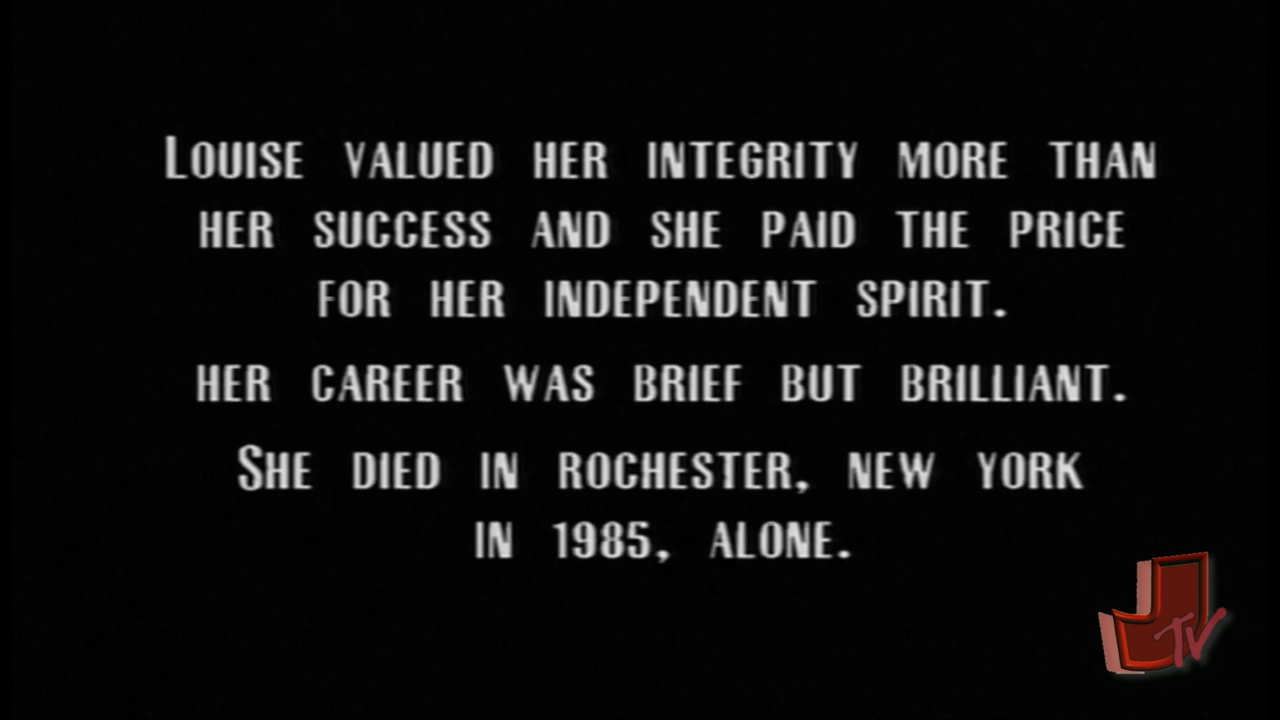 Louise valued her integrity more than
her success and she paid the price
for her independent spirit.
her career was brief but brilliant.
She died in rochester, new york
in 1985, alone.
JTV